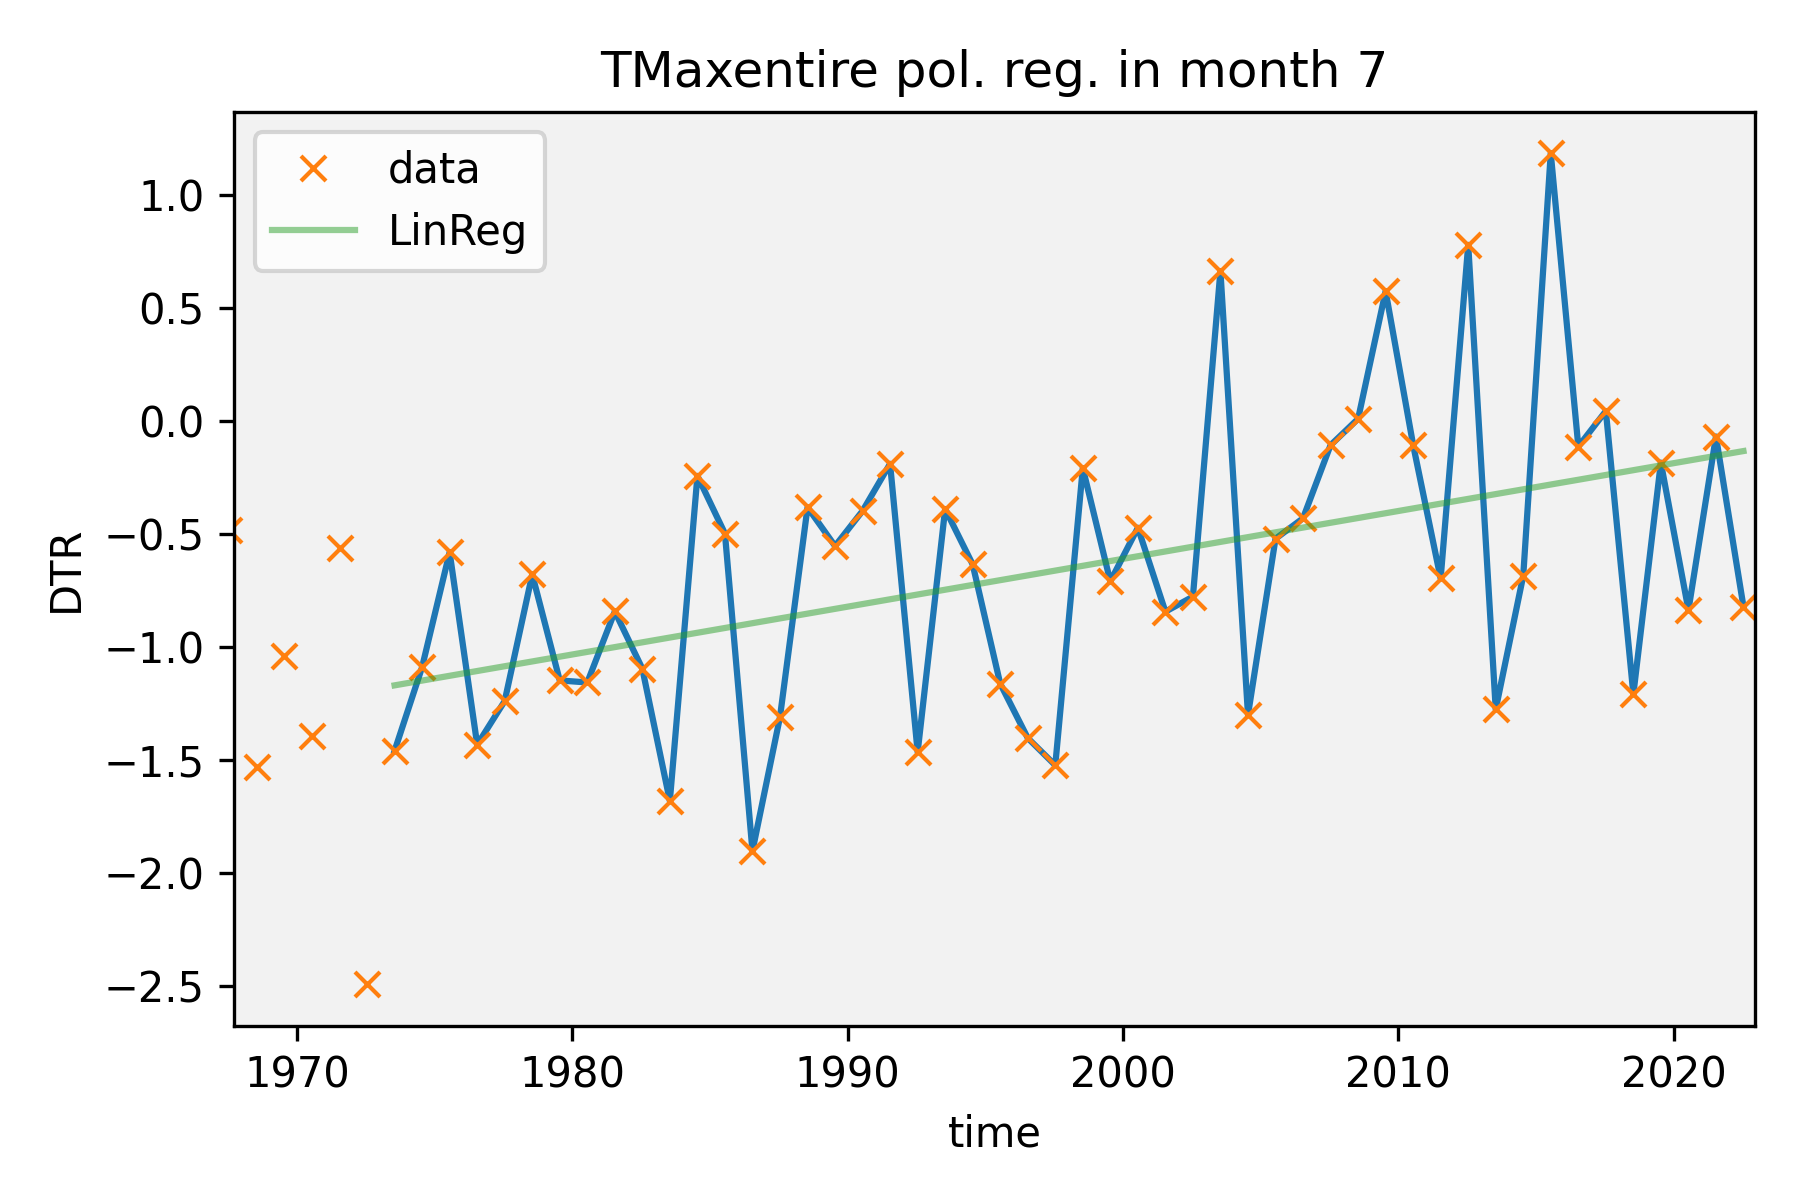 TMaxentire pol. reg. in month 7
data
LinReg
1.0
0.5
0.0
−0.5
−1.0
−1.5
−2.0
−2.5
DTR
1970 1980 1990 2000 2010 2020
time